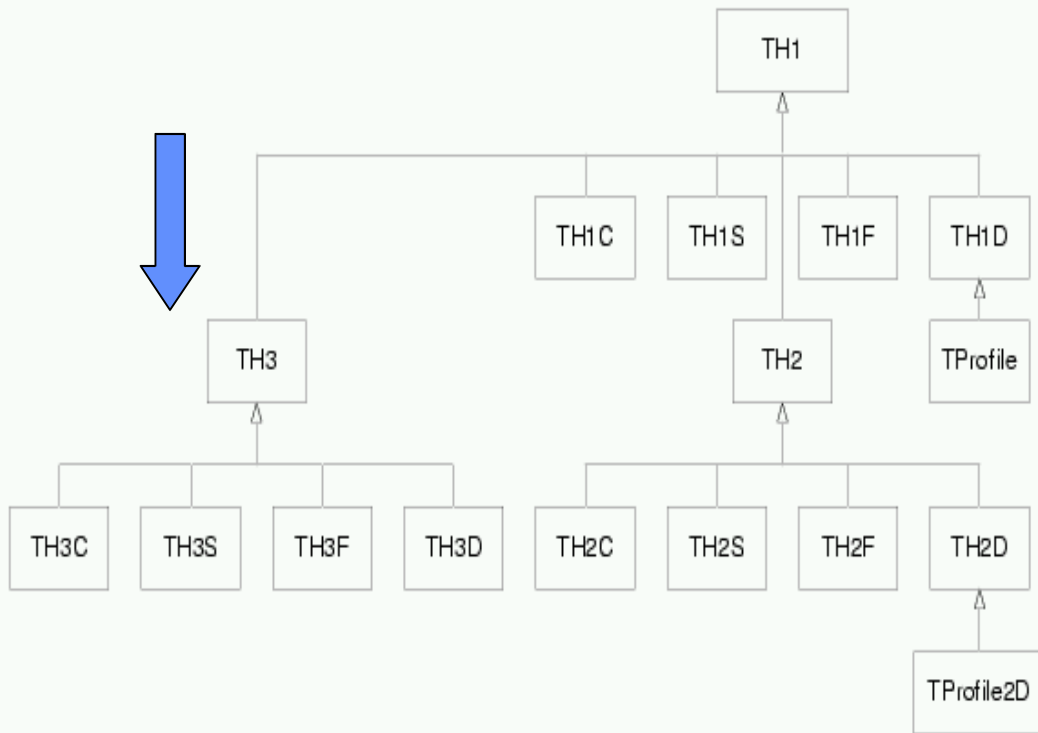 TH1
TH1C TH1S TH1F TH1D
TH3 TH2 TProfile
TH3C TH3S TH3F TH3D TH2C TH2S TH2F TH2D
TProfile2D